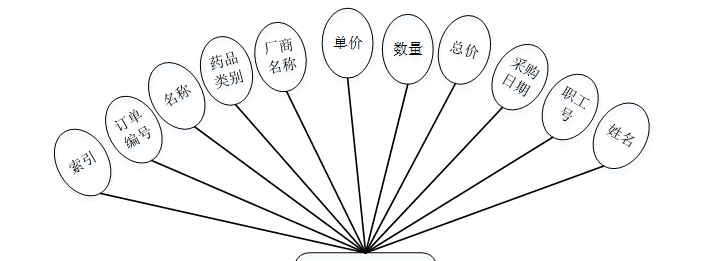 索引
订单
编号
名称
药品
类别
厂商
名称
单价
数量
总价
采购
日期
职工
号
姓名